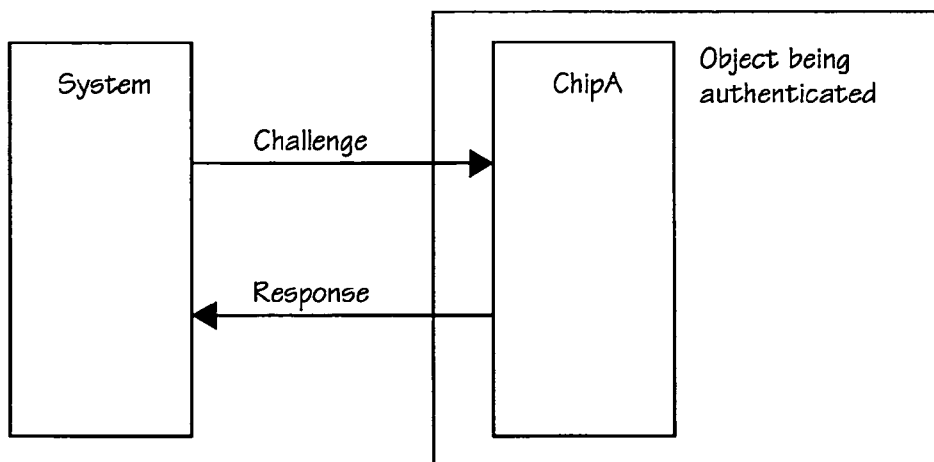 System
ChipA
Object being
authenticated
Challenge
Response